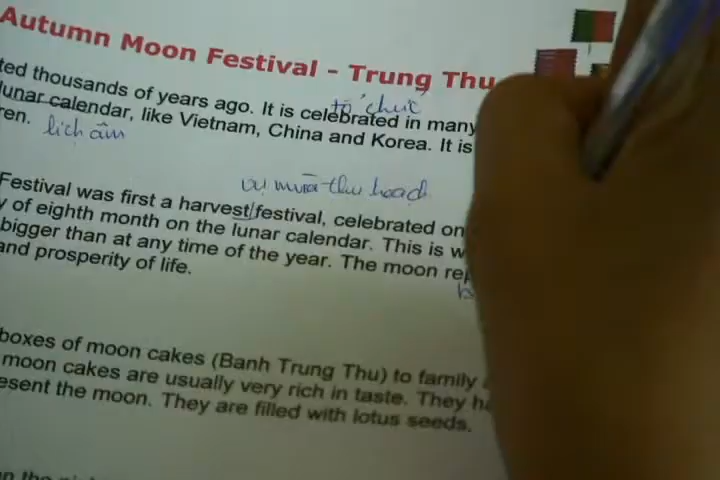 Autumn Moon Festival - Trung Thu
ted thousands of years ago. It is celebrated in many
tổ chức
lunar calendar, like Vietnam, China and Korea. It is
ren.
lịch âm
vụ mùa thu hoạch
Festival was first a harvest festival, celebrated on
y of eighth month on the lunar calendar. This is w
bigger than at any time of the year. The moon rep
and prosperity of life.
boxes of moon cakes (Banh Trung Thu) to family
moon cakes are usually very rich in taste. They ha
esent the moon. They are filled with lotus seeds.